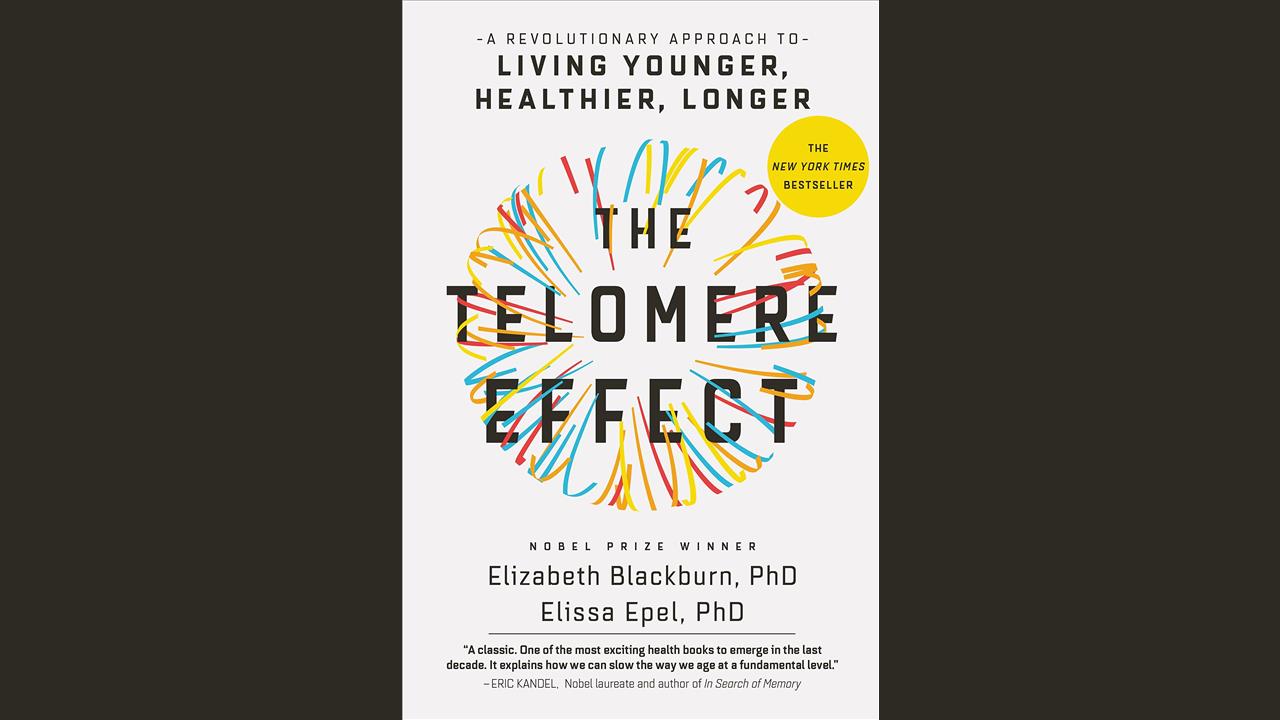 -A REVOLUTIONARY APPROACH TO-
LIVING YOUNGER,
HEALTHIER, LONGER
THE
NEW YORK TIMES
BESTSELLER
THE
TELOMERE
EFFECT
NOBEL PRIZE WINNER
Elizabeth Blackburn, PhD
Elissa Epel, PhD
“A classic. One of the most exciting health books to emerge in the last
decade. It explains how we can slow the way we age at a fundamental level.”
–ERIC KANDEL, Nobel laureate and author of In Search of Memory